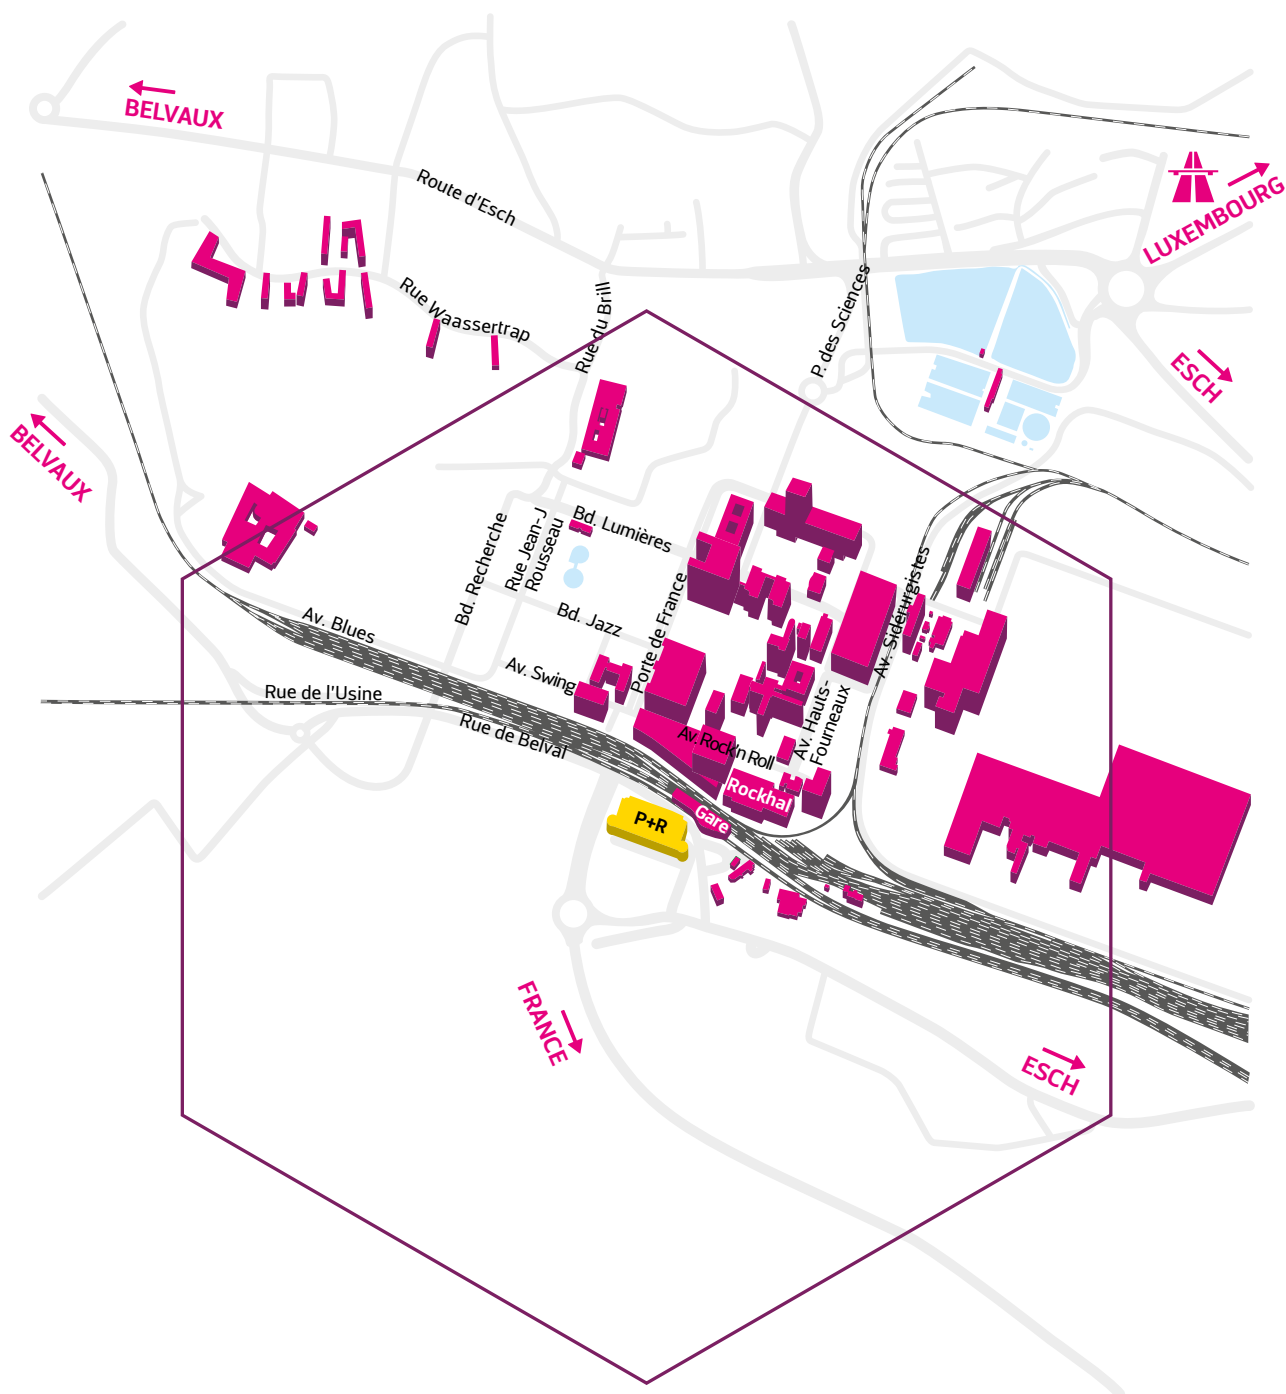 BELVAUX
LUXEMBOURG
Route d'Esch
Rue Waassertrap
Rue du Brill
P. des Sciences
ESCH
BELVAUX
Bd. Lumières
Bd. Recherche
Rue Jean-J
Rousseau
Porte de France
Av. Sidérurgistes
Av. Blues
Bd. Jazz
Av. Swing
Rue de l'Usine
Rue de Belval
Av. Rock'n Roll
Av. Hauts-
Fourneaux
Rockhal
Gare
P+R
FRANCE
ESCH